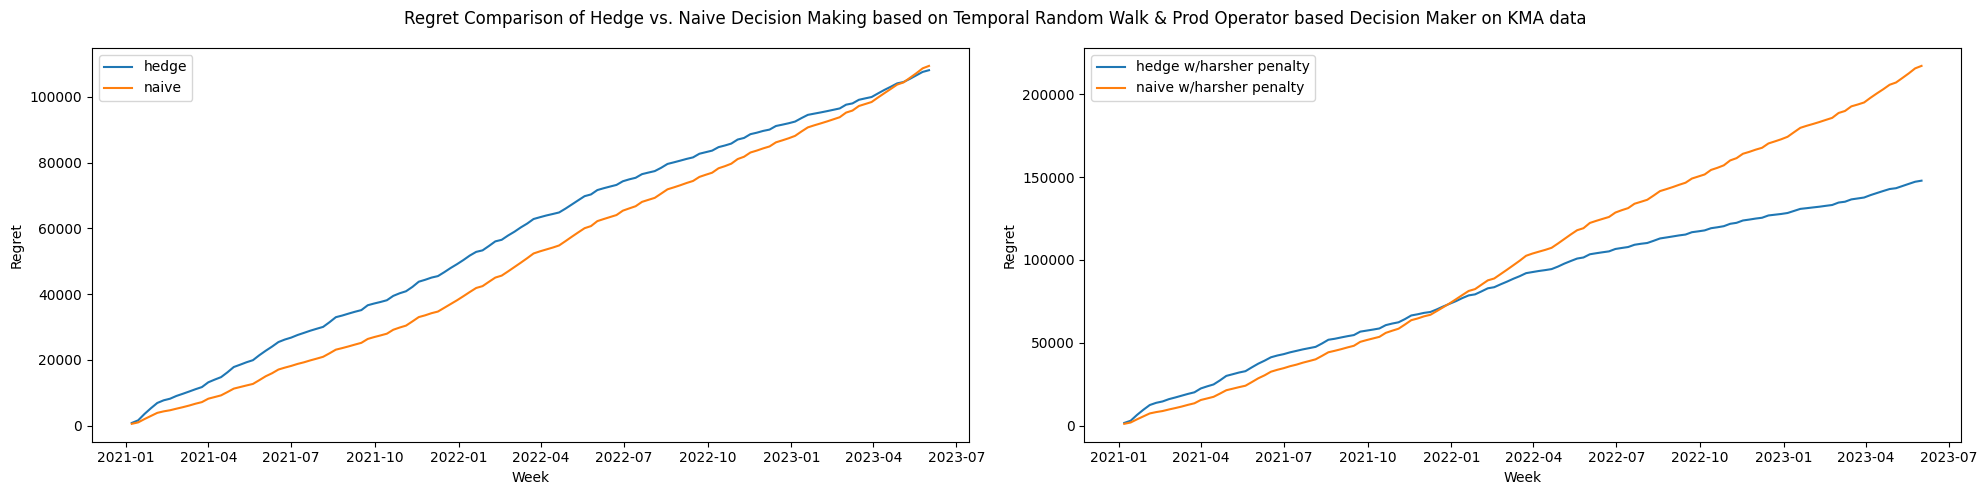 Regret Comparison of Hedge vs. Naive Decision Making based on Temporal Random Walk & Prod Operator based Decision Maker on KMA data
hedge
naive
100000
80000
60000
40000
20000
0
Regret
2021-01 2021-04 2021-07 2021-10 2022-01 2022-04 2022-07 2022-10 2023-01 2023-04 2023-07
Week
hedge w/harsher penalty
naive w/harsher penalty
200000
150000
100000
50000
0
Regret
2021-01 2021-04 2021-07 2021-10 2022-01 2022-04 2022-07 2022-10 2023-01 2023-04 2023-07
Week